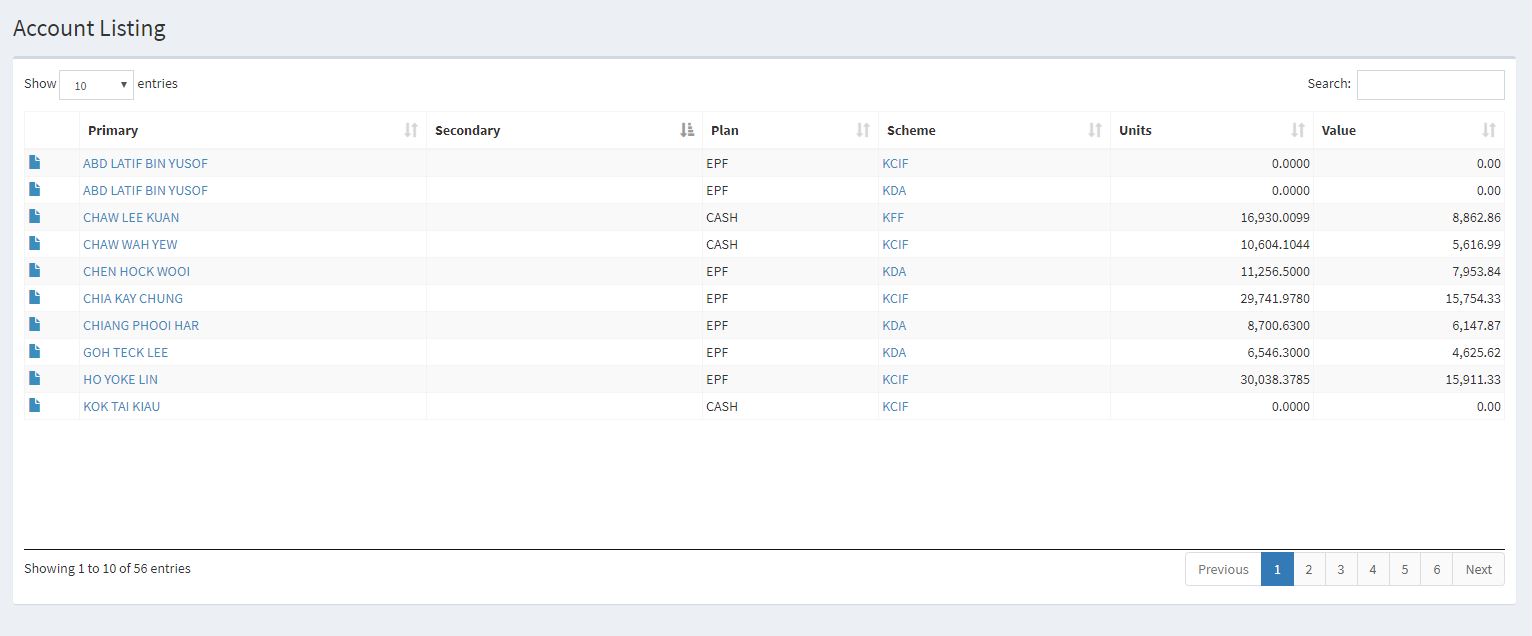 Account Listing
Show 10 entries Search:
Primary Secondary Plan Scheme Units Value
ABD LATIF BIN YUSOF EPF KCIF 0.0000 0.00
ABD LATIF BIN YUSOF EPF KDA 0.0000 0.00
CHAW LEE KUAN CASH KFF 16,930.0099 8,862.86
CHAW WAH YEW CASH KCIF 10,604.1044 5,616.99
CHEN HOCK WOOI EPF KDA 11,256.5000 7,953.84
CHIA KAY CHUNG EPF KCIF 29,741.9780 15,754.33
CHIANG PHOOI HAR EPF KDA 8,700.6300 6,147.87
GOH TECK LEE EPF KDA 6,546.3000 4,625.62
HO YOKE LIN EPF KCIF 30,038.3785 15,911.33
KOK TAI KIAU CASH KCIF 0.0000 0.00
Showing 1 to 10 of 56 entries Previous 1 2 3 4 5 6 Next